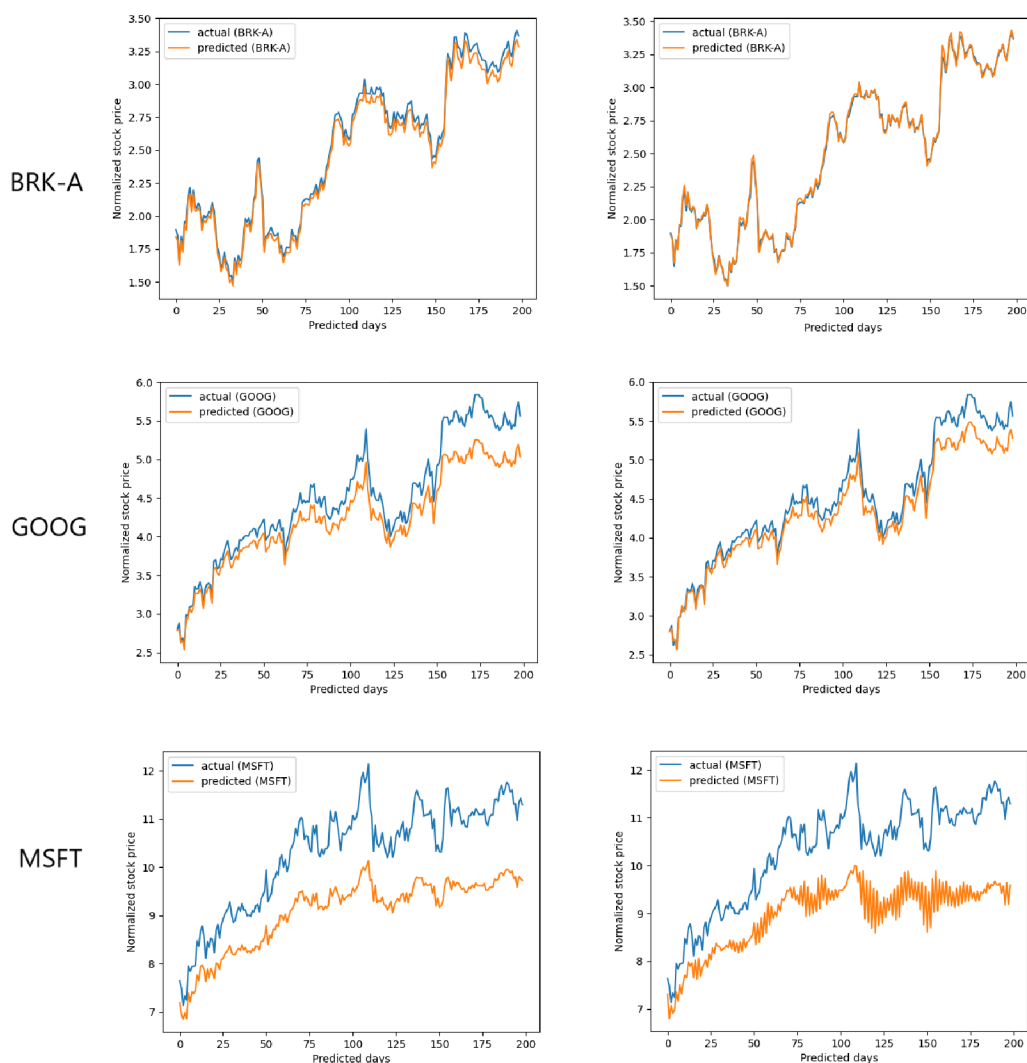 BRK-A
actual (BRK-A)
predicted (BRK-A)
Normalized stock price
3.50
3.25
3.00
2.75
2.50
2.25
2.00
1.75
1.50
0 25 50 75 100 125 150 175 200
Predicted days
actual (BRK-A)
predicted (BRK-A)
Normalized stock price
3.50
3.25
3.00
2.75
2.50
2.25
2.00
1.75
1.50
0 25 50 75 100 125 150 175 200
Predicted days
GOOG
actual (GOOG)
predicted (GOOG)
Normalized stock price
6.0
5.5
5.0
4.5
4.0
3.5
3.0
2.5
0 25 50 75 100 125 150 175 200
Predicted days
actual (GOOG)
predicted (GOOG)
Normalized stock price
6.0
5.5
5.0
4.5
4.0
3.5
3.0
2.5
0 25 50 75 100 125 150 175 200
Predicted days
MSFT
actual (MSFT)
predicted (MSFT)
Normalized stock price
12
11
10
9
8
7
0 25 50 75 100 125 150 175 200
Predicted days
actual (MSFT)
predicted (MSFT)
Normalized stock price
12
11
10
9
8
7
0 25 50 75 100 125 150 175 200
Predicted days